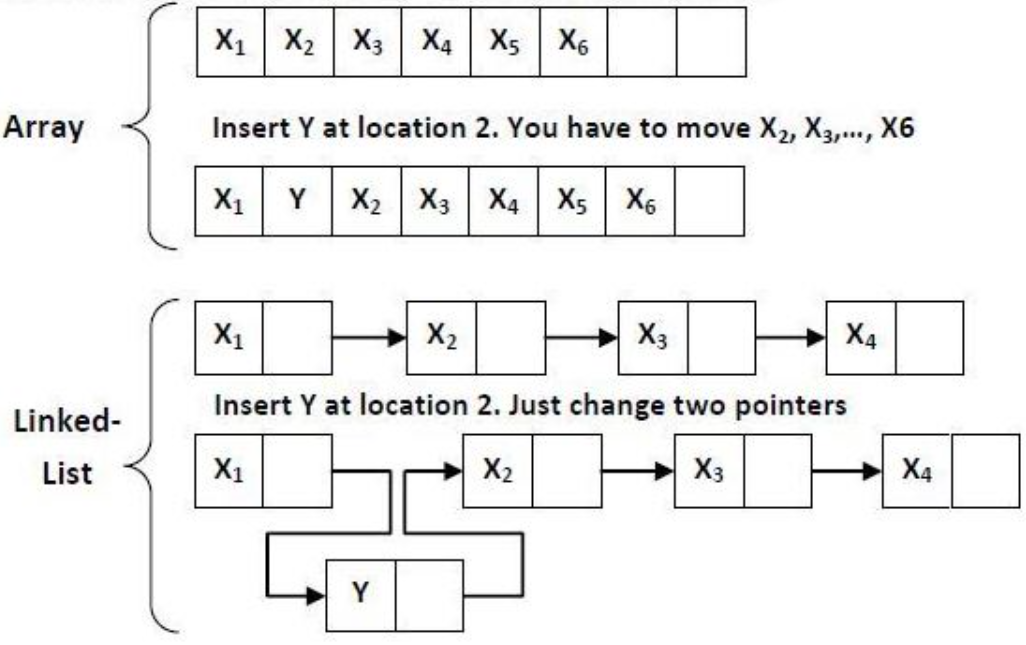 X₁ X₂ X₃ X₄ X₅ X₆
Array
Insert Y at location 2. You have to move X₂, X₃,..., X6
X₁ Y X₂ X₃ X₄ X₅ X₆
X₁ X₂ X₃ X₄
Insert Y at location 2. Just change two pointers
Linked-
List
X₁ X₂ X₃ X₄
Y